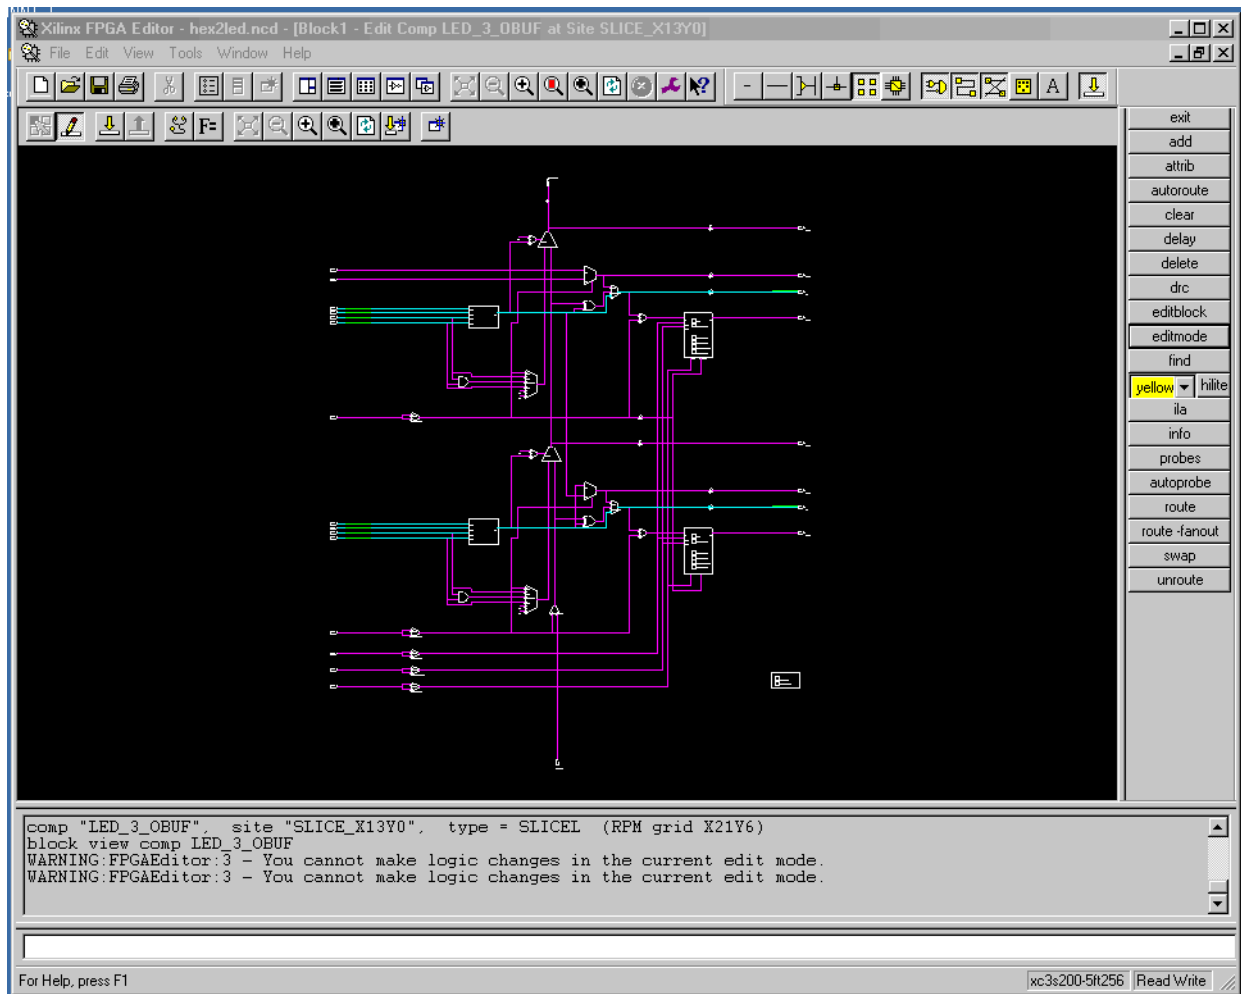 Xilinx FPGA Editor - hex2led.ncd - [Block1 - Edit Comp LED_3_OBUF at Site SLICE_X13Y0]
File Edit View Tools Window Help
A
F=
exit
add
attrib
autoroute
clear
delay
delete
drc
editblock
editmode
find
yellow hilite
ila
info
probes
autoprobe
route
route -fanout
swap
unroute
comp "LED_3_OBUF", site "SLICE_X13Y0", type = SLICEL (RPM grid X21Y6)
block view comp LED_3_OBUF
WARNING:FPGAEditor:3 - You cannot make logic changes in the current edit mode.
WARNING:FPGAEditor:3 - You cannot make logic changes in the current edit mode.
For Help, press F1
xc3s200-5ft256 Read Write